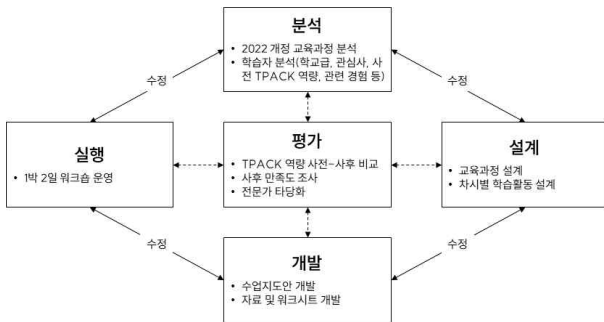 분석
• 2022 개정 교육과정 분석
• 학습자 분석(학교급, 관심사, 사
전 TPACK 역량, 관련 경험 등)
수정
수정
실행
• 1박 2일 워크숍 운영
평가
• TPACK 역량 사전-사후 비교
• 사후 만족도 조사
• 전문가 타당화
설계
• 교육과정 설계
• 차시별 학습활동 설계
수정
수정
개발
• 수업지도안 개발
• 자료 및 워크시트 개발